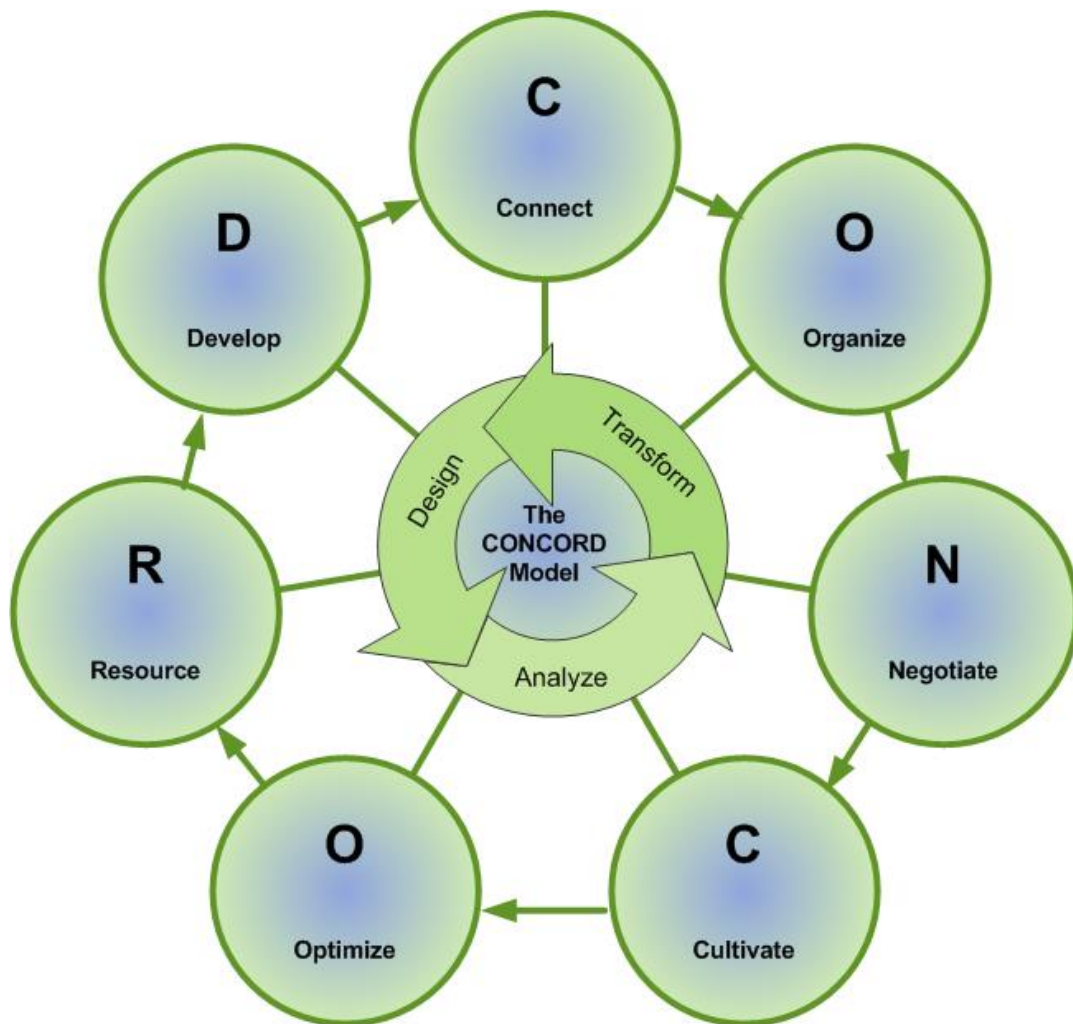 C
Connect
O
Organize
N
Negotiate
C
Cultivate
O
Optimize
R
Resource
D
Develop
Transform
Design
Analyze
The
CONCORD
Model